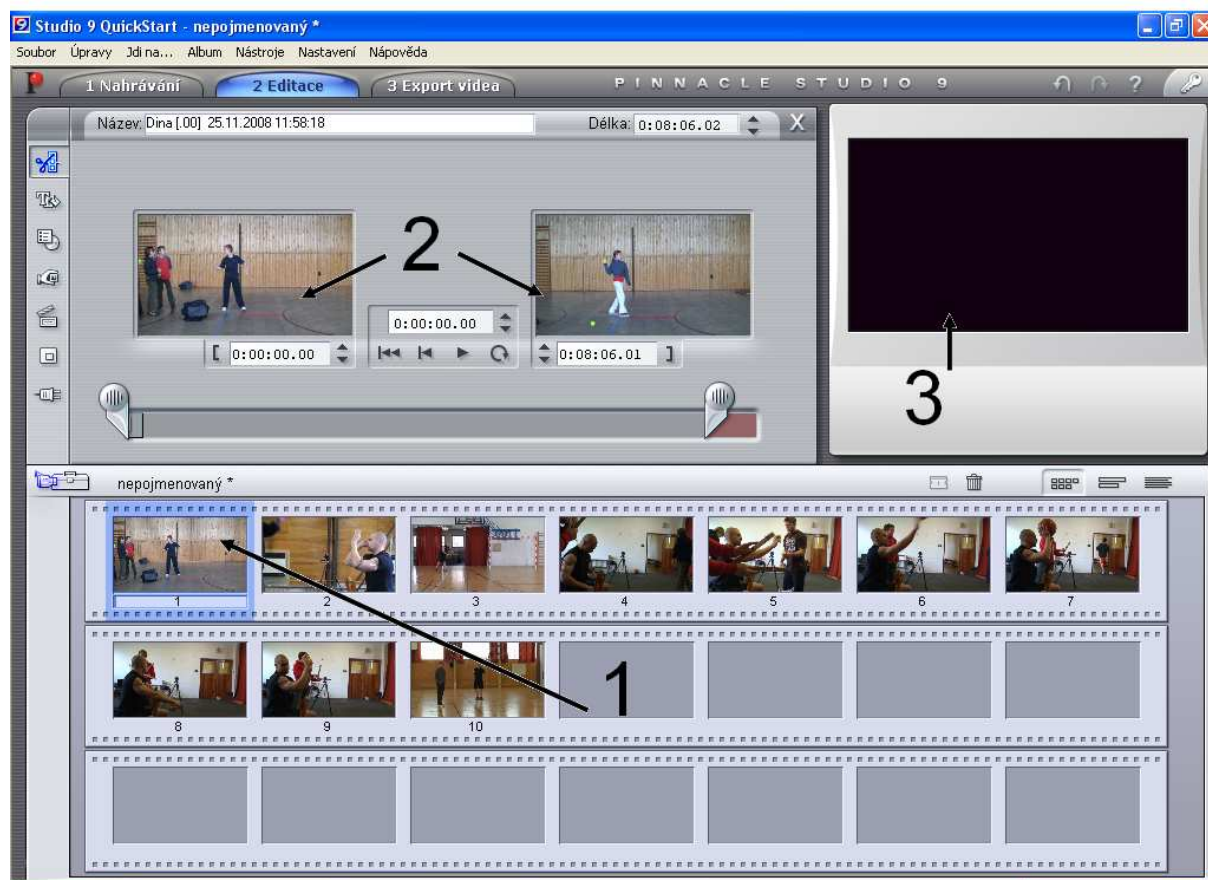 Studio 9 QuickStart - nepojmenovaný *
Soubor Úpravy Jdi na... Album Nástroje Nastavení Nápověda
1 Nahrávání 2 Editace 3 Export videa PINNACLE STUDIO 9 ?
Název: Dina [.00] 25.11.2008 11:58:18 Délka: 0:08:06.02 X
2
0:00:00.00
[ 0:00:00.00 0:08:06.01 ]
3
nepojmenovaný *
1 2 3 4 5 6 7
1
8 9 10